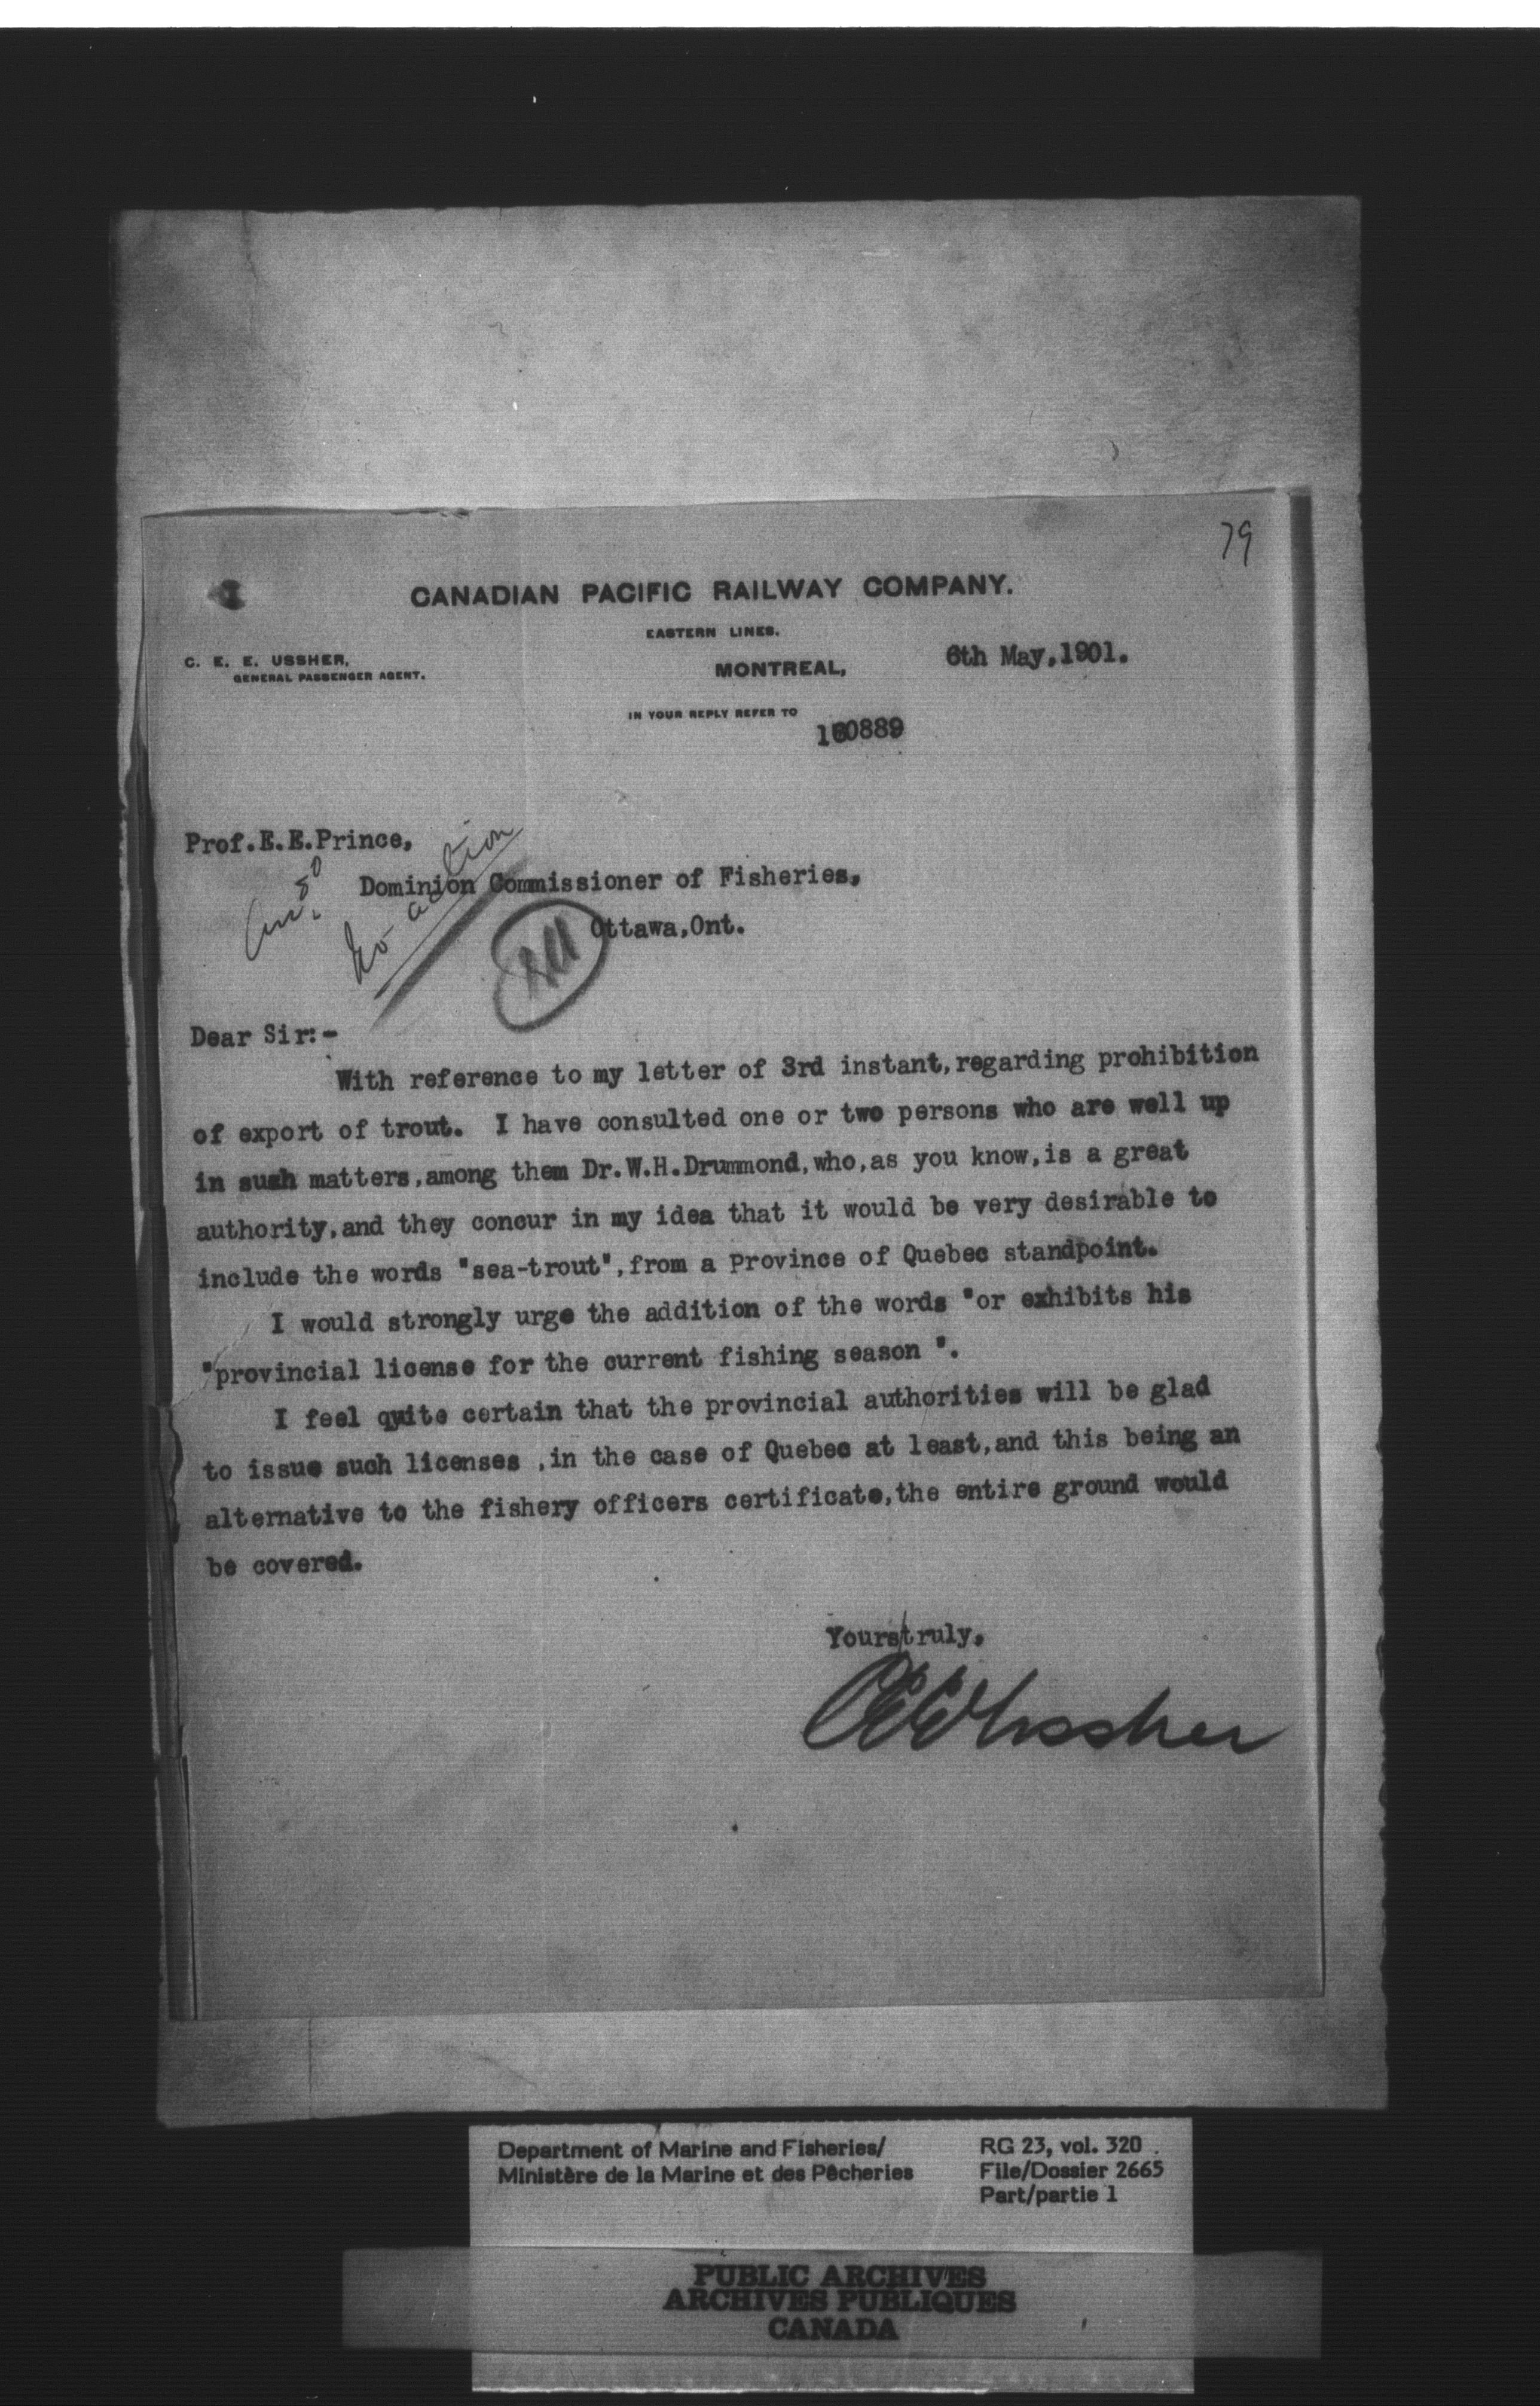 79
CANADIAN PACIFIC RAILWAY COMPANY.
EASTERN LINES.
C. E. E. USSHER,
GENERAL PASSENGER AGENT.
MONTREAL,
6th May,1901.
IN YOUR REPLY REFER TO
Prof.E.E.Prince,
Dominion Commissioner of Fisheries,
Ottawa,Ont.
No action
Dear Sir:-
With reference to my letter of 3rd instant,regarding prohibition
of export of trout. I have consulted one or two persons who are well up
in such matters,among them Dr.W.H.Drummond,who,as you know,is a great
authority,and they concur in my idea that it would be very desirable to
include the words "sea-trout",from a Province of Quebec standpoint.
I would strongly urge the addition of the words "or exhibits his
"provincial license for the current fishing season ".
I feel quite certain that the provincial authorities will be glad
to issue such licenses ,in the case of Quebec at least,and this being an
alternative to the fishery officers certificate,the entire ground would
be covered.
Yours/truly,
CEEUssher
Department of Marine and Fisheries/
Ministère de la Marine et des Pêcheries
RG 23, vol. 320
File/Dossier 2665
Part/partie 1
PUBLIC ARCHIVES
ARCHIVES PUBLIQUES
CANADA